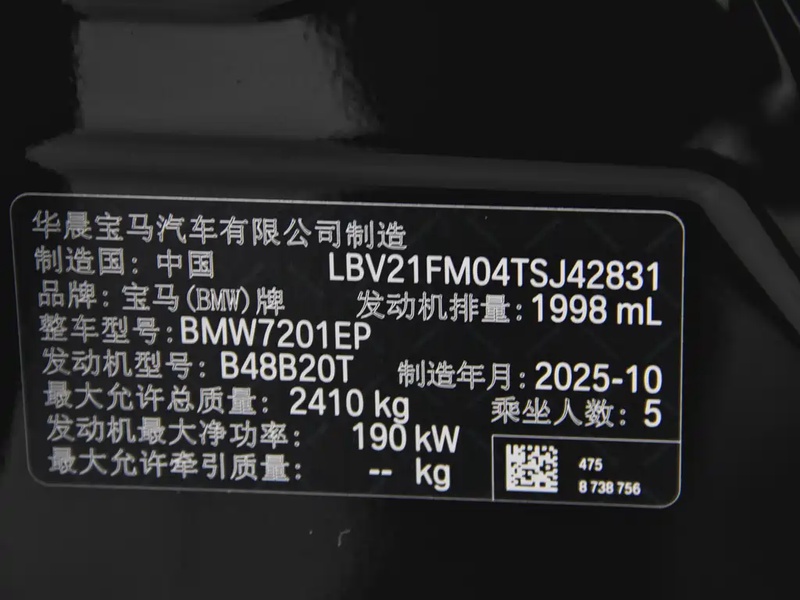 华晨宝马汽车有限公司制造
制造国: 中国 LBV21FM04TSJ42831
品牌: 宝马(BMW)牌 发动机排量: 1998 mL
整车型号: BMW7201EP
发动机型号: B48B20T 制造年月: 2025-10
最大允许总质量: 2410 kg 乘坐人数: 5
发动机最大净功率: 190 kW
最大允许牵引质量: -- kg
475
8 738 756